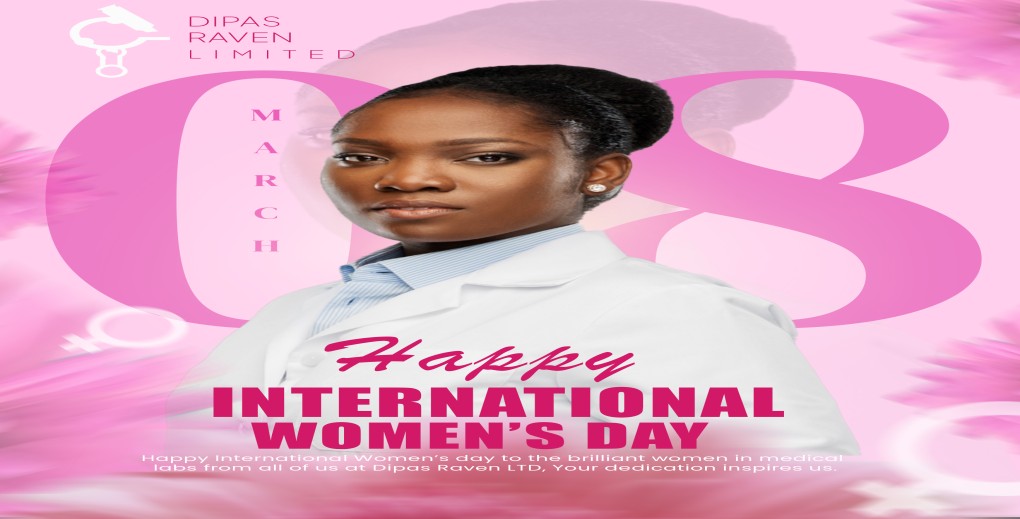 DIPAS
RAVEN
LIMITED
08
MARCH
Happy
INTERNATIONAL
WOMEN'S DAY
Happy International Women's day to the brilliant women in medical
labs from all of us at Dipas Raven LTD, Your dedication inspires us.